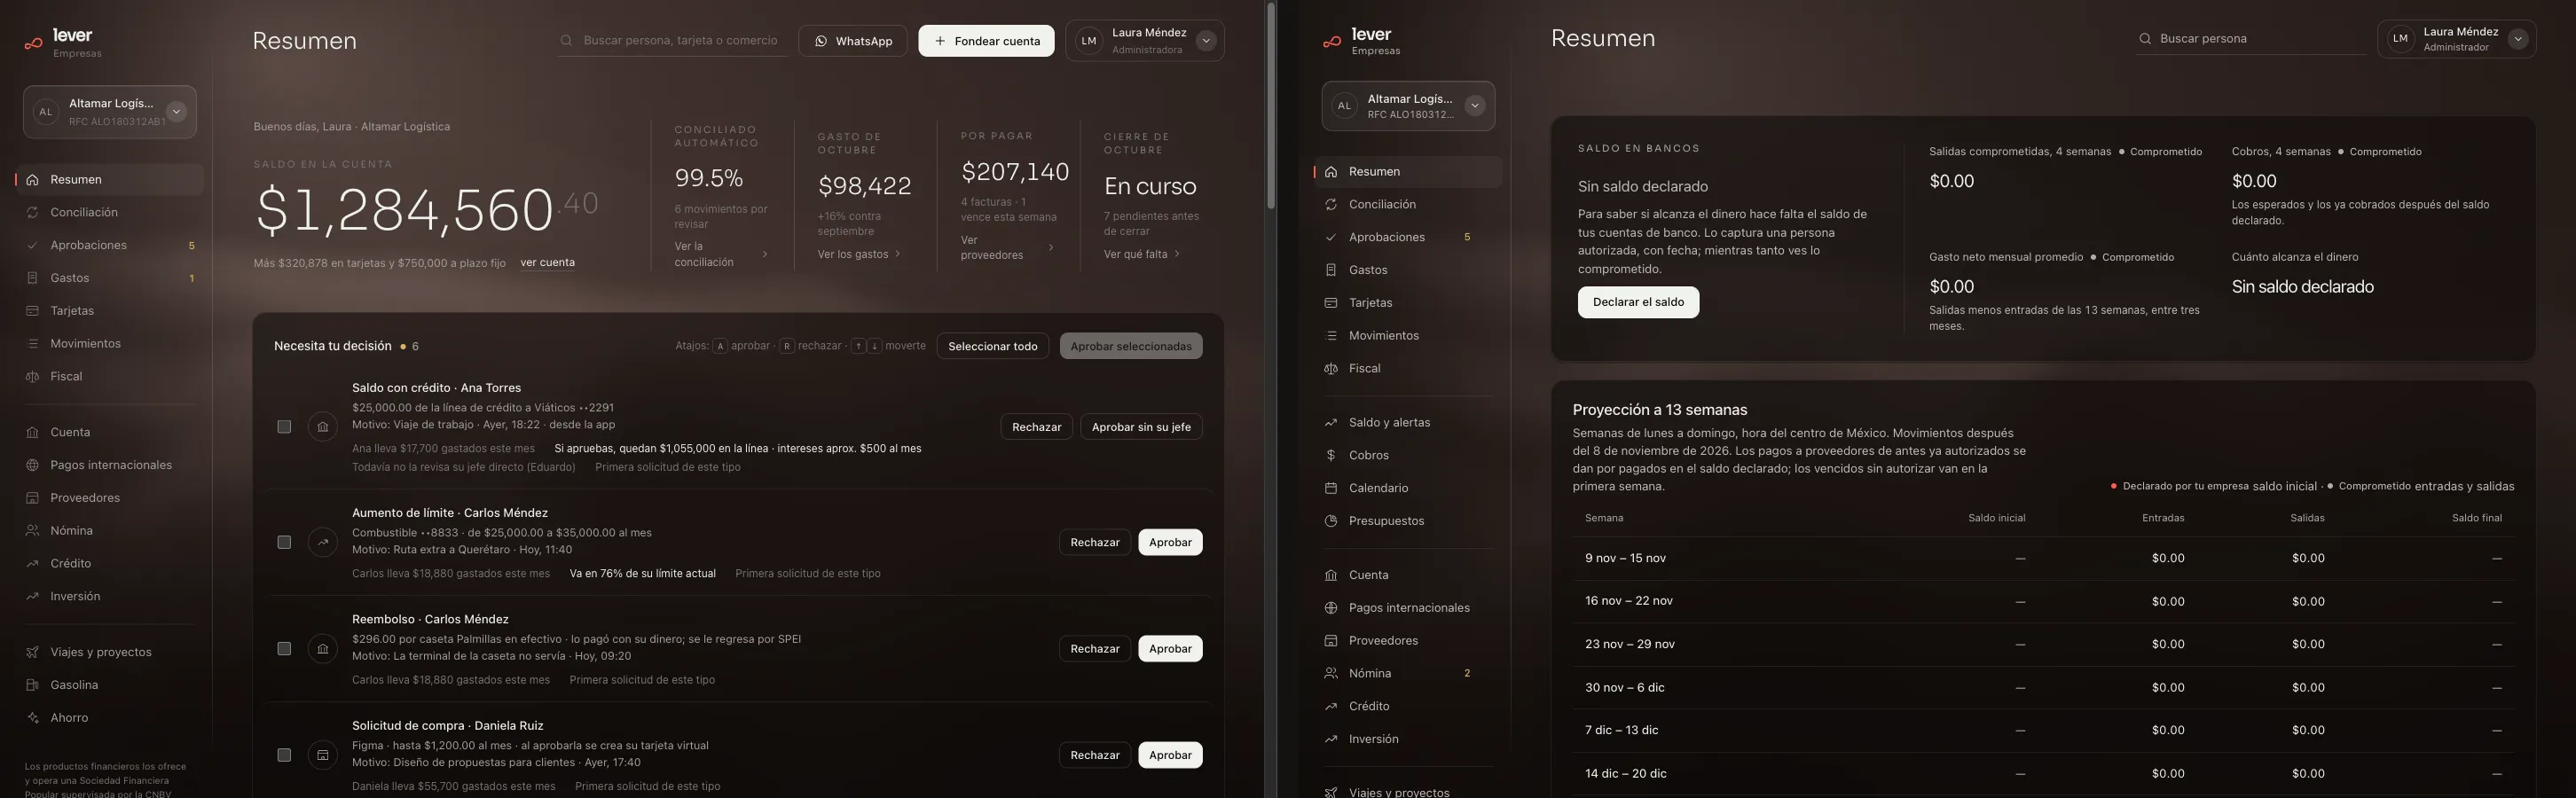 lever
Empresas
AL
Altamar Logís...
RFC ALO180312AB1
Resumen
Conciliación
Aprobaciones 5
Gastos 1
Tarjetas
Movimientos
Fiscal
Cuenta
Pagos internacionales
Proveedores
Nómina
Crédito
Inversión
Viajes y proyectos
Gasolina
Ahorro
Los productos financieros los ofrece
y opera una Sociedad Financiera
Popular supervisada por la CNBV
Resumen
Buscar persona, tarjeta o comercio
WhatsApp
+ Fondear cuenta
LM
Laura Méndez
Administradora
Buenos días, Laura · Altamar Logística
SALDO EN LA CUENTA
$1,284,560.40
Más $320,878 en tarjetas y $750,000 a plazo fijo ver cuenta
CONCILIADO
AUTOMÁTICO
99.5%
6 movimientos por
revisar
Ver la
conciliación
GASTO DE
OCTUBRE
$98,422
+16% contra
septiembre
Ver los gastos
POR PAGAR
$207,140
4 facturas · 1
vence esta semana
Ver
proveedores
CIERRE DE
OCTUBRE
En curso
7 pendientes antes
de cerrar
Ver qué falta
Necesita tu decisión • 6
Atajos: A aprobar · R rechazar · ↑ ↓ moverte
Seleccionar todo
Aprobar seleccionadas
Saldo con crédito · Ana Torres
$25,000.00 de la línea de crédito a Viáticos ··2291
Motivo: Viaje de trabajo · Ayer, 18:22 · desde la app
Ana lleva $17,700 gastados este mes Si apruebas, quedan $1,055,000 en la línea · intereses aprox. $500 al mes
Todavía no la revisa su jefe directo (Eduardo) Primera solicitud de este tipo
Rechazar
Aprobar sin su jefe
Aumento de límite · Carlos Méndez
Combustible ··8833 · de $25,000.00 a $35,000.00 al mes
Motivo: Ruta extra a Querétaro · Hoy, 11:40
Carlos lleva $18,880 gastados este mes Va en 76% de su límite actual Primera solicitud de este tipo
Rechazar
Aprobar
Reembolso · Carlos Méndez
$296.00 por caseta Palmillas en efectivo · lo pagó con su dinero; se le regresa por SPEI
Motivo: La terminal de la caseta no servía · Hoy, 09:20
Carlos lleva $18,880 gastados este mes Primera solicitud de este tipo
Rechazar
Aprobar
Solicitud de compra · Daniela Ruiz
Figma · hasta $1,200.00 al mes · al aprobarla se crea su tarjeta virtual
Motivo: Diseño de propuestas para clientes · Ayer, 17:40
Daniela lleva $55,700 gastados este mes Primera solicitud de este tipo
Rechazar
Aprobar
lever
Empresas
AL
Altamar Logís...
RFC ALO180312...
Resumen
Conciliación
Aprobaciones 5
Gastos
Tarjetas
Movimientos
Fiscal
Saldo y alertas
Cobros
Calendario
Presupuestos
Cuenta
Pagos internacionales
Proveedores
Nómina 2
Crédito
Inversión
Viajes y proyectos
Resumen
Buscar persona
LM
Laura Méndez
Administrador
SALDO EN BANCOS
Sin saldo declarado
Para saber si alcanza el dinero hace falta el saldo de
tus cuentas de banco. Lo captura una persona
autorizada, con fecha; mientras tanto ves lo
comprometido.
Declarar el saldo
Salidas comprometidas, 4 semanas • Comprometido
$0.00
Cobros, 4 semanas • Comprometido
$0.00
Los esperados y los ya cobrados después del saldo
declarado.
Gasto neto mensual promedio • Comprometido
$0.00
Salidas menos entradas de las 13 semanas, entre tres
meses.
Cuánto alcanza el dinero
Sin saldo declarado
Proyección a 13 semanas
Semanas de lunes a domingo, hora del centro de México. Movimientos después
del 8 de noviembre de 2026. Los pagos a proveedores de antes ya autorizados se
dan por pagados en el saldo declarado; los vencidos sin autorizar van en la
primera semana.
• Declarado por tu empresa saldo inicial · • Comprometido entradas y salidas
Semana Saldo inicial Entradas Salidas Saldo final
9 nov – 15 nov — $0.00 $0.00 —
16 nov – 22 nov — $0.00 $0.00 —
23 nov – 29 nov — $0.00 $0.00 —
30 nov – 6 dic — $0.00 $0.00 —
7 dic – 13 dic — $0.00 $0.00 —
14 dic – 20 dic — $0.00 $0.00 —